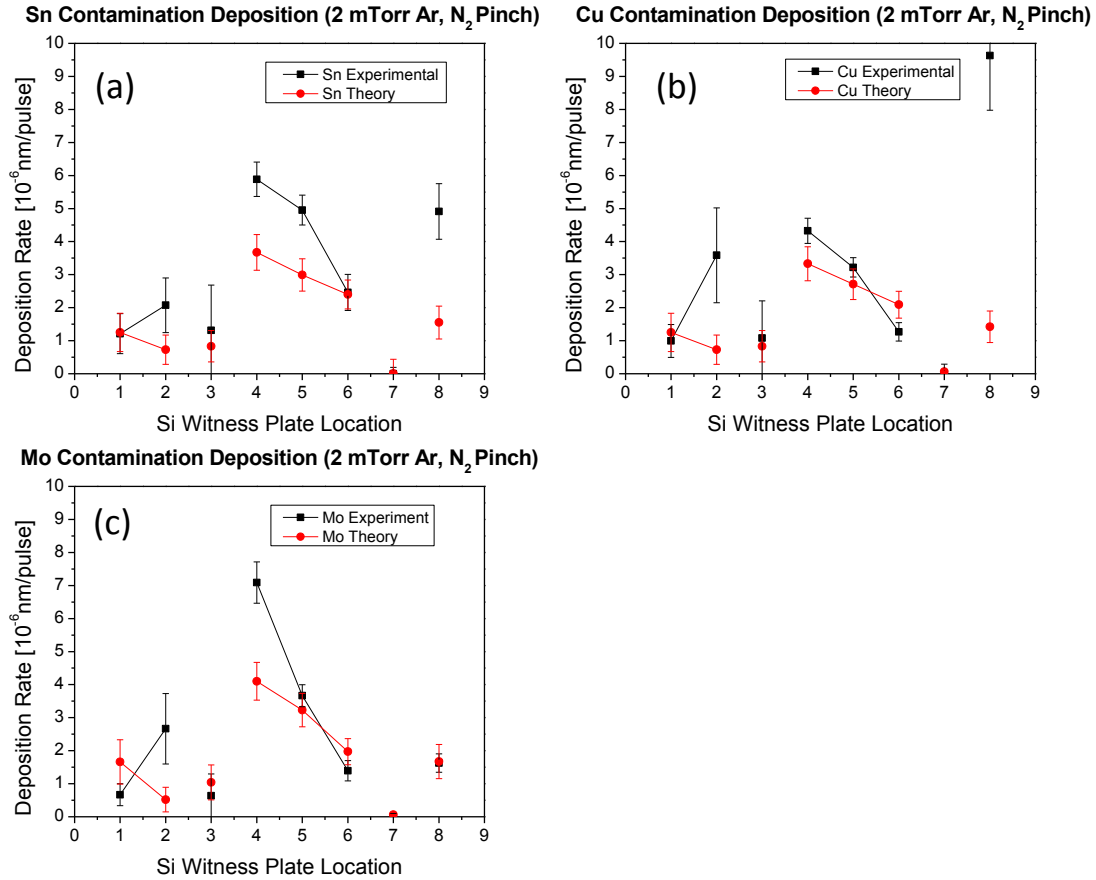 Sn Contamination Deposition (2 mTorr Ar, N₂ Pinch)
(a)
Sn Experimental
Sn Theory
10
9
8
7
6
5
4
3
2
1
0
Deposition Rate [10⁻⁶nm/pulse]
0 1 2 3 4 5 6 7 8 9
Si Witness Plate Location
Cu Contamination Deposition (2 mTorr Ar, N₂ Pinch)
(b)
Cu Experimental
Cu Theory
10
9
8
7
6
5
4
3
2
1
0
Deposition Rate [10⁻⁶nm/pulse]
0 1 2 3 4 5 6 7 8 9
Si Witness Plate Location
Mo Contamination Deposition (2 mTorr Ar, N₂ Pinch)
(c)
Mo Experiment
Mo Theory
10
9
8
7
6
5
4
3
2
1
0
Deposition Rate [10⁻⁶nm/pulse]
0 1 2 3 4 5 6 7 8 9
Si Witness Plate Location